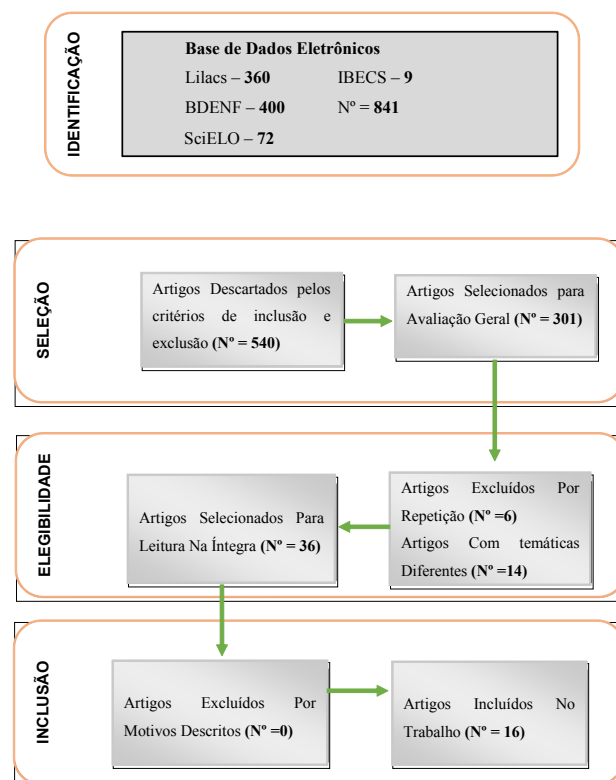 IDENTIFICAÇÃO
Base de Dados Eletrônicos
Lilacs – 360 IBECS – 9
BDENF – 400 Nº = 841
SciELO – 72
SELEÇÃO
Artigos Descartados pelos
critérios de inclusão e
exclusão (Nº = 540)
Artigos Selecionados para
Avaliação Geral (Nº = 301)
ELEGIBILIDADE
Artigos Selecionados Para
Leitura Na Íntegra (Nº = 36)
Artigos Excluídos Por
Repetição (Nº =6)
Artigos Com temáticas
Diferentes (Nº =14)
INCLUSÃO
Artigos Excluídos Por
Motivos Descritos (Nº =0)
Artigos Incluídos No
Trabalho (Nº = 16)